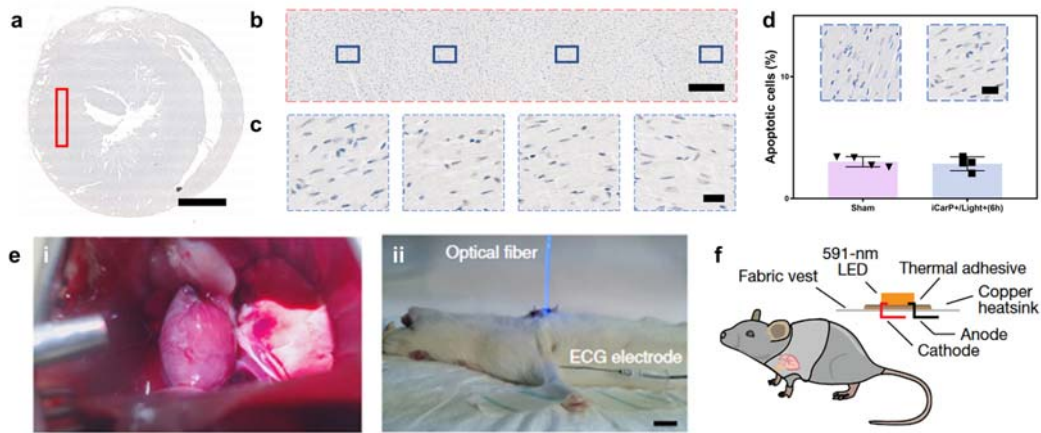 a
b
c
d
Apoptotic cells (%)
10
0
Sham
iCarP+/Light+(6h)
e
i
ii
Optical fiber
ECG electrode
f
591-nm
LED
Fabric vest
Thermal adhesive
Copper
heatsink
Anode
Cathode